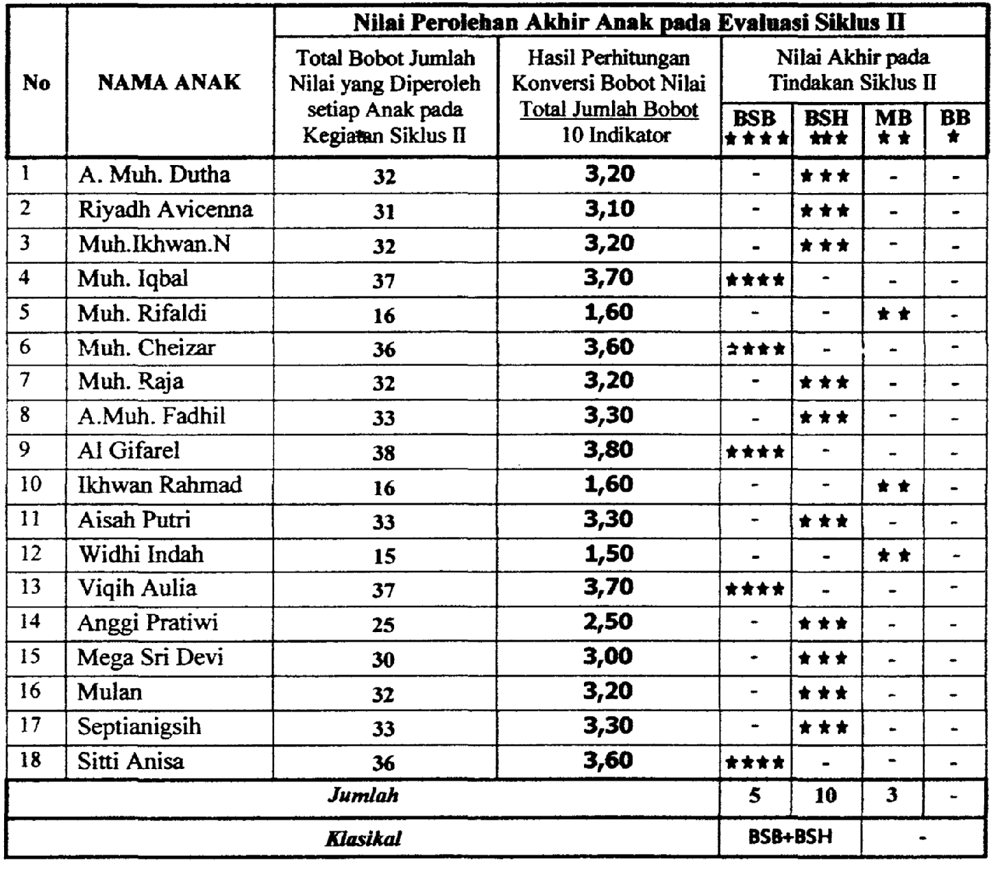 Nilai Perolehan Akhir Anak pada Evaluasi Siklus II
No NAMA ANAK
Total Bobot Jumlah
Nilai yang Diperoleh
setiap Anak pada
Kegiatan Siklus II
Hasil Perhitungan
Konversi Bobot Nilai
Total Jumlah Bobot
10 Indikator
Nilai Akhir pada
Tindakan Siklus II
BSB BSH MB BB
★★★★ ★★★ ★★ ★
1 A. Muh. Dutha 32 3,20 - ★★★ - -
2 Riyadh Avicenna 31 3,10 - ★★★ - -
3 Muh.Ikhwan.N 32 3,20 - ★★★ - -
4 Muh. Iqbal 37 3,70 ★★★★ - - -
5 Muh. Rifaldi 16 1,60 - - ★★ -
6 Muh. Cheizar 36 3,60 ★★★★ - - -
7 Muh. Raja 32 3,20 - ★★★ - -
8 A.Muh. Fadhil 33 3,30 - ★★★ - -
9 Al Gifarel 38 3,80 ★★★★ - - -
10 Ikhwan Rahmad 16 1,60 - - ★★ -
11 Aisah Putri 33 3,30 - ★★★ - -
12 Widhi Indah 15 1,50 - - ★★ -
13 Viqih Aulia 37 3,70 ★★★★ - - -
14 Anggi Pratiwi 25 2,50 - ★★★ - -
15 Mega Sri Devi 30 3,00 - ★★★ - -
16 Mulan 32 3,20 - ★★★ - -
17 Septianigsih 33 3,30 - ★★★ - -
18 Sitti Anisa 36 3,60 ★★★★ - - -
Jumlah 5 10 3 -
Klasikal BSB+BSH -